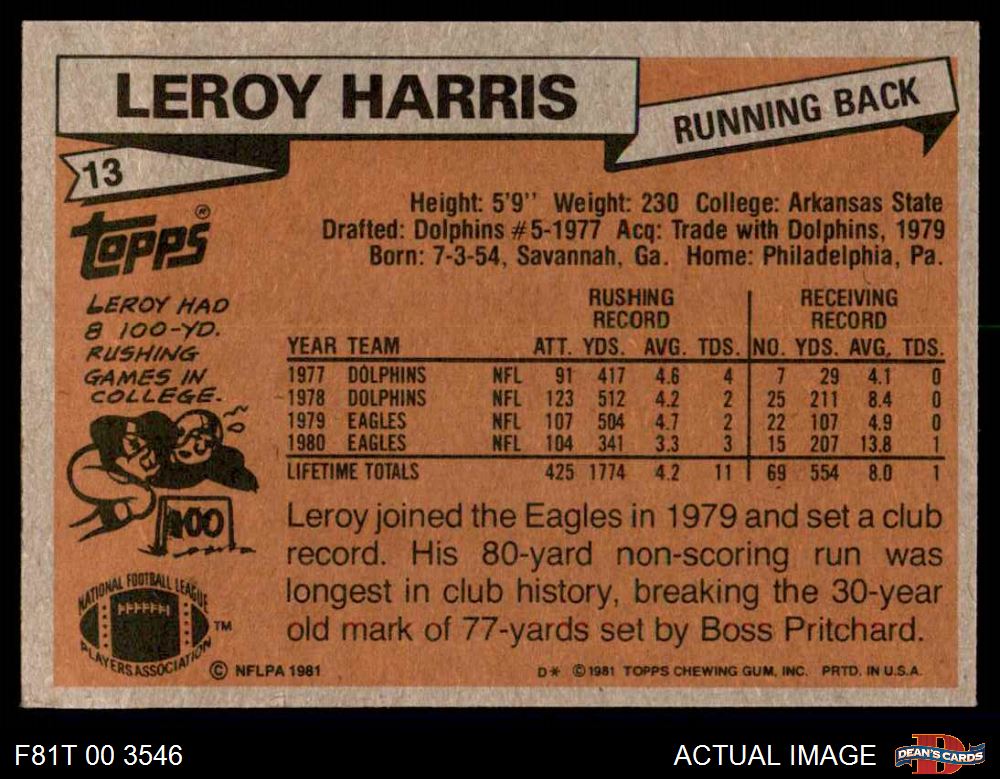 LEROY HARRIS
RUNNING BACK
13
Topps®
Height: 5'9'' Weight: 230 College: Arkansas State
Drafted: Dolphins #5-1977 Acq: Trade with Dolphins, 1979
Born: 7-3-54, Savannah, Ga. Home: Philadelphia, Pa.
LEROY HAD
8 100-YD.
RUSHING
GAMES IN
COLLEGE.
100
RUSHING RECEIVING
RECORD RECORD
YEAR TEAM ATT. YDS. AVG. TDS. NO. YDS. AVG. TDS.
1977 DOLPHINS NFL 91 417 4.6 4 7 29 4.1 0
1978 DOLPHINS NFL 123 512 4.2 2 25 211 8.4 0
1979 EAGLES NFL 107 504 4.7 2 22 107 4.9 0
1980 EAGLES NFL 104 341 3.3 3 15 207 13.8 1
LIFETIME TOTALS 425 1774 4.2 11 69 554 8.0 1
Leroy joined the Eagles in 1979 and set a club
record. His 80-yard non-scoring run was
longest in club history, breaking the 30-year
old mark of 77-yards set by Boss Pritchard.
NATIONAL FOOTBALL LEAGUE
PLAYERS ASSOCIATION
TM
© NFLPA 1981
D* © 1981 TOPPS CHEWING GUM, INC. PRTD. IN U.S.A.
F81T 00 3546
ACTUAL IMAGE
D
DEAN'S CARDS